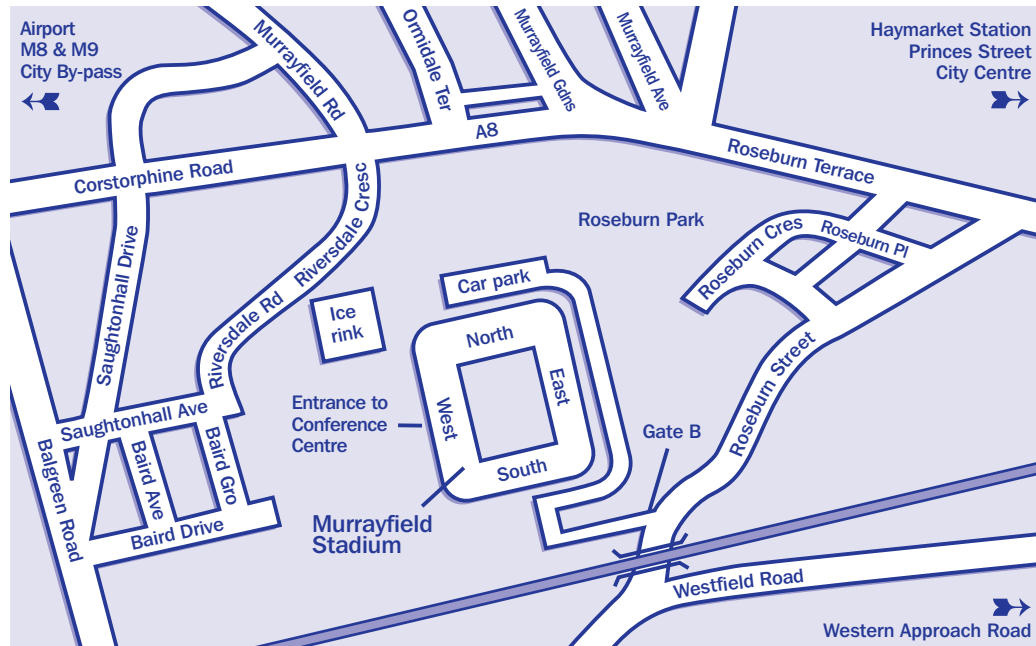 Airport
M8 & M9
City By-pass
Haymarket Station
Princes Street
City Centre
Murrayfield Rd
Ormidale Ter
Murrayfield Gdns
Murrayfield Ave
A8
Corstorphine Road
Roseburn Terrace
Saughtonhall Drive
Riversdale Cresc
Riversdale Rd
Roseburn Park
Roseburn Cres
Roseburn Pl
Car park
Ice
rink
North
East
West
South
Entrance to
Conference
Centre
Gate B
Roseburn Street
Saughtonhall Ave
Balgreen Road
Baird Ave
Baird Gro
Baird Drive
Murrayfield
Stadium
Westfield Road
Western Approach Road